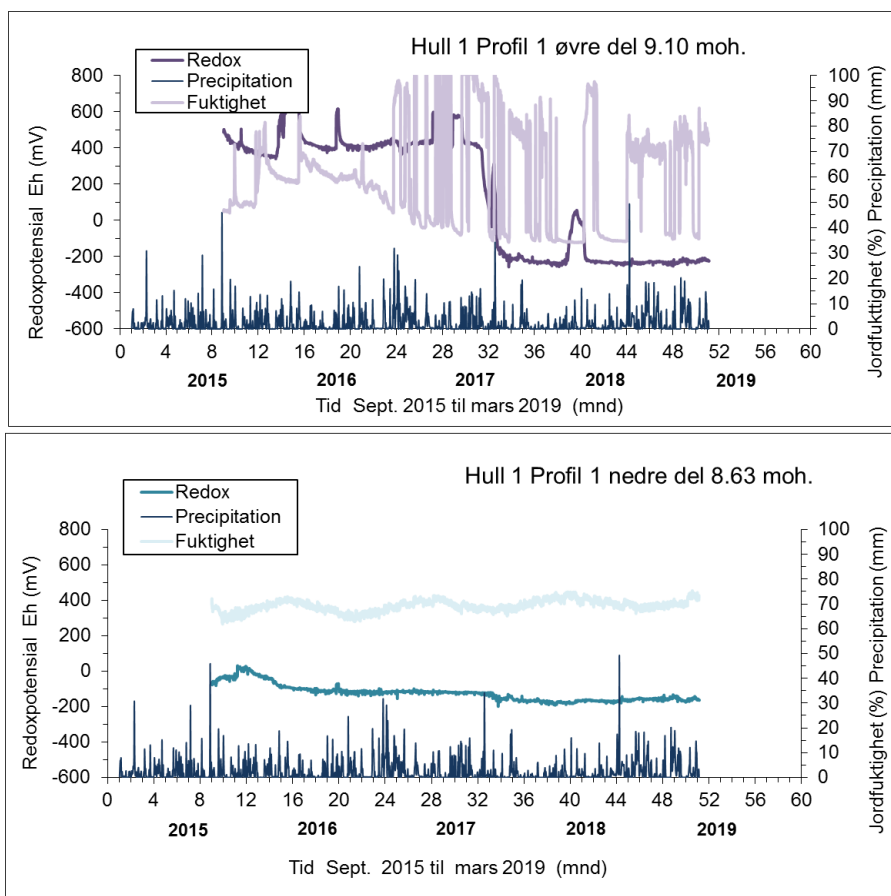 Hull 1 Profil 1 øvre del 9.10 moh.
Redox
Precipitation
Fuktighet
Redoxpotensial Eh (mV)
800
600
400
200
0
-200
-400
-600
100
90
80
70
60
50
40
30
20
10
0
Jordfukttighet (%) Precipitation (mm)
0 4 8 12 16 20 24 28 32 36 40 44 48 52 56 60
2015 2016 2017 2018 2019
Tid Sept. 2015 til mars 2019 (mnd)
Hull 1 Profil 1 nedre del 8.63 moh.
Redox
Precipitation
Fuktighet
Redoxpotensial Eh (mV)
800
600
400
200
0
-200
-400
-600
100
90
80
70
60
50
40
30
20
10
0
Jordfuktighet (%) Precipitation (mm)
0 4 8 12 16 20 24 28 32 36 40 44 48 52 56 60
2015 2016 2017 2018 2019
Tid Sept. 2015 til mars 2019 (mnd)